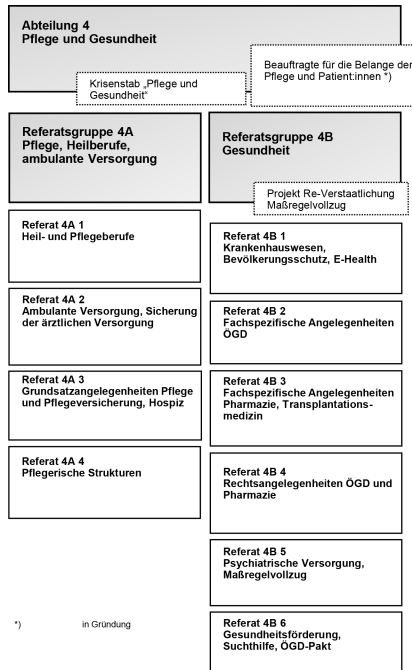 Abteilung 4
Pflege und Gesundheit
Beauftragte für die Belange der
Pflege und Patient:innen *)
Krisenstab „Pflege und
Gesundheit“
Referatsgruppe 4A
Pflege, Heilberufe,
ambulante Versorgung
Referatsgruppe 4B
Gesundheit
Projekt Re-Verstaatlichung
Maßregelvollzug
Referat 4A 1
Heil- und Pflegeberufe
Referat 4A 2
Ambulante Versorgung, Sicherung
der ärztlichen Versorgung
Referat 4A 3
Grundsatzangelegenheiten Pflege
und Pflegeversicherung, Hospiz
Referat 4A 4
Pflegerische Strukturen
Referat 4B 1
Krankenhauswesen,
Bevölkerungsschutz, E-Health
Referat 4B 2
Fachspezifische Angelegenheiten
ÖGD
Referat 4B 3
Fachspezifische Angelegenheiten
Pharmazie, Transplantations-
medizin
Referat 4B 4
Rechtsangelegenheiten ÖGD und
Pharmazie
Referat 4B 5
Psychiatrische Versorgung,
Maßregelvollzug
Referat 4B 6
Gesundheitsförderung,
Suchthilfe, ÖGD-Pakt
*) in Gründung